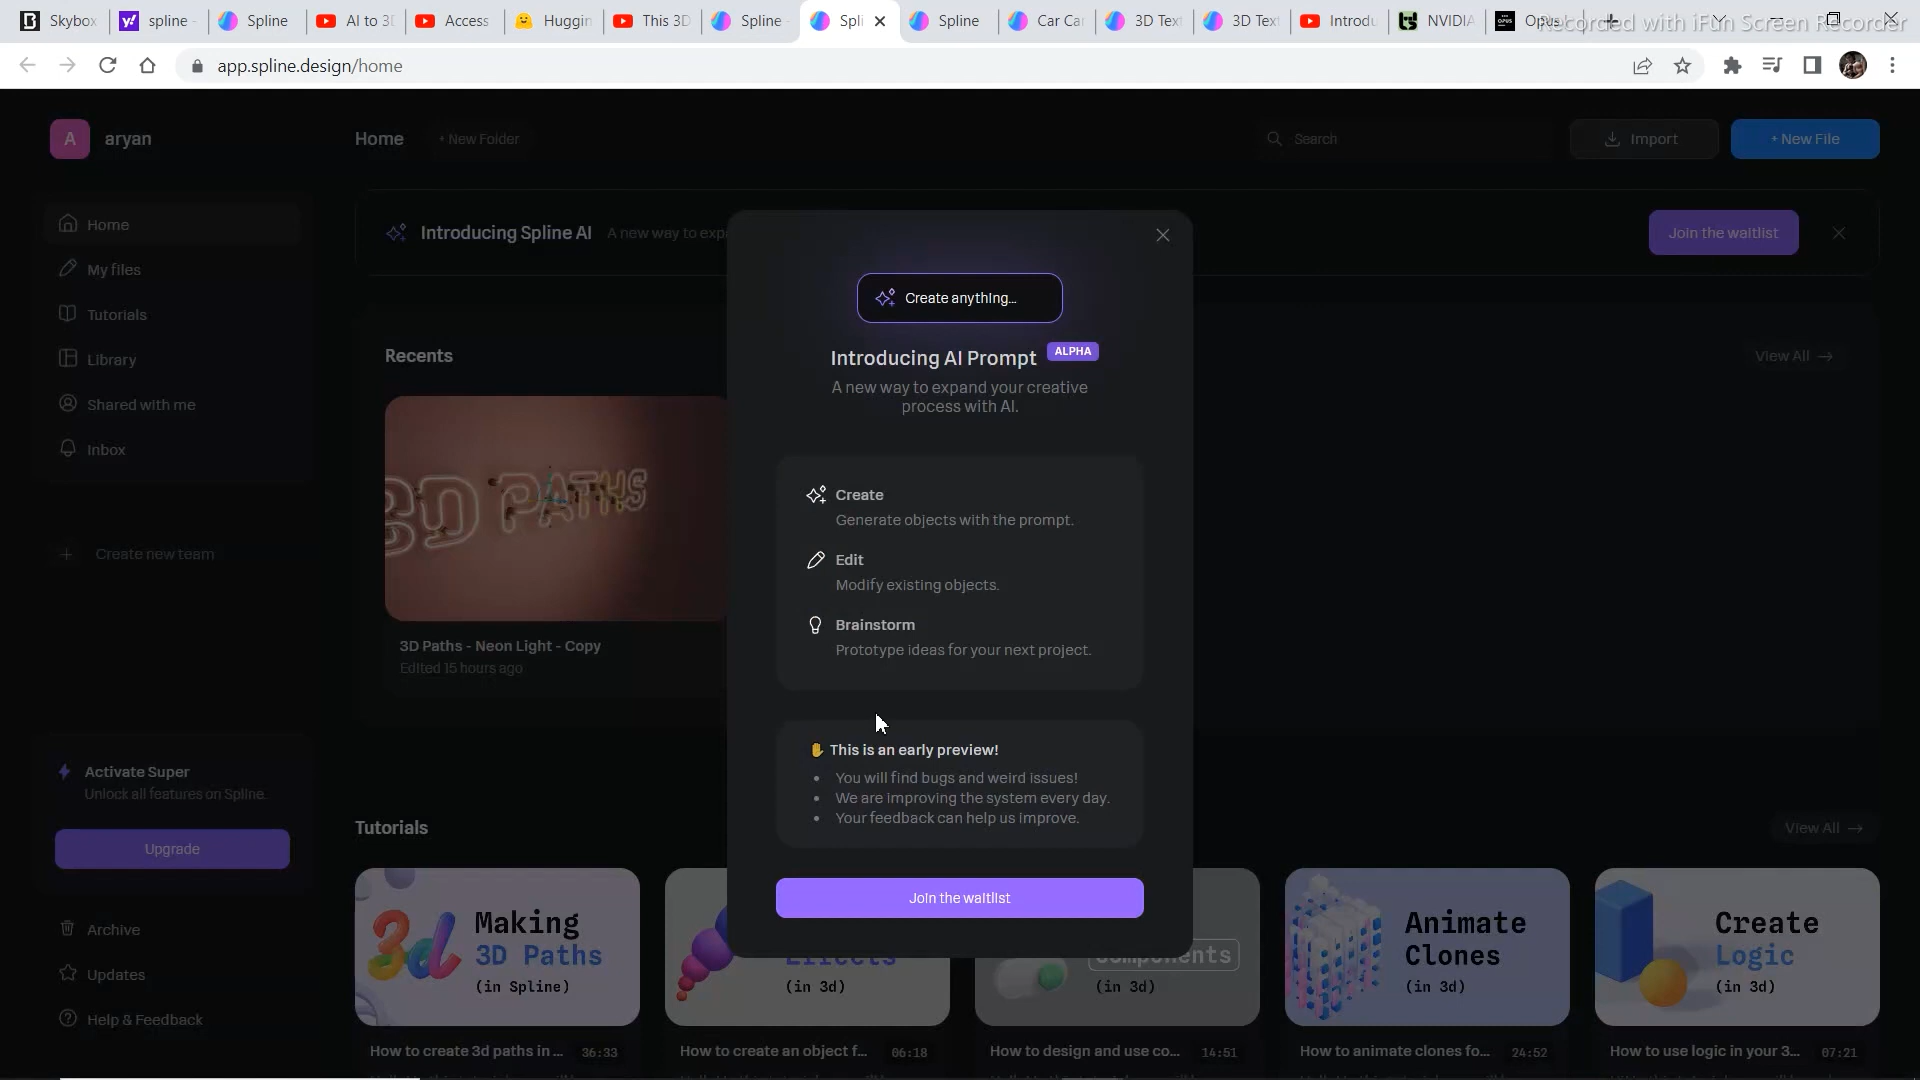 Skybox
spline -
Spline
AI to 3D
Access
Huggin
This 3D
Spline -
Spli
Spline
Car Car
3D Text
3D Text
Introdu
NVIDIA
Opus
Recorded with iFun Screen Recorder
app.spline.design/home
A
aryan
Home
+ New Folder
Search
Import
+ New File
Home
My files
Tutorials
Library
Shared with me
Inbox
Create new team
Activate Super
Unlock all features on Spline.
Upgrade
Archive
Updates
Help & Feedback
Introducing Spline AI A new way to expa
Join the waitlist
Recents
View All →
3D PATHS
3D Paths - Neon Light - Copy
Edited 15 hours ago
Create anything...
Introducing AI Prompt ALPHA
A new way to expand your creative
process with AI.
Create
Generate objects with the prompt.
Edit
Modify existing objects.
Brainstorm
Prototype ideas for your next project.
✋ This is an early preview!
• You will find bugs and weird issues!
• We are improving the system every day.
• Your feedback can help us improve.
Join the waitlist
Tutorials
View All →
3d
Making
3D Paths
(in Spline)
Effects
(in 3d)
Components
(in 3d)
Animate
Clones
(in 3d)
Create
Logic
(in 3d)
How to create 3d paths in ... 36:33
How to create an object f... 06:18
How to design and use co... 14:51
How to animate clones fo... 24:52
How to use logic in your 3... 07:21